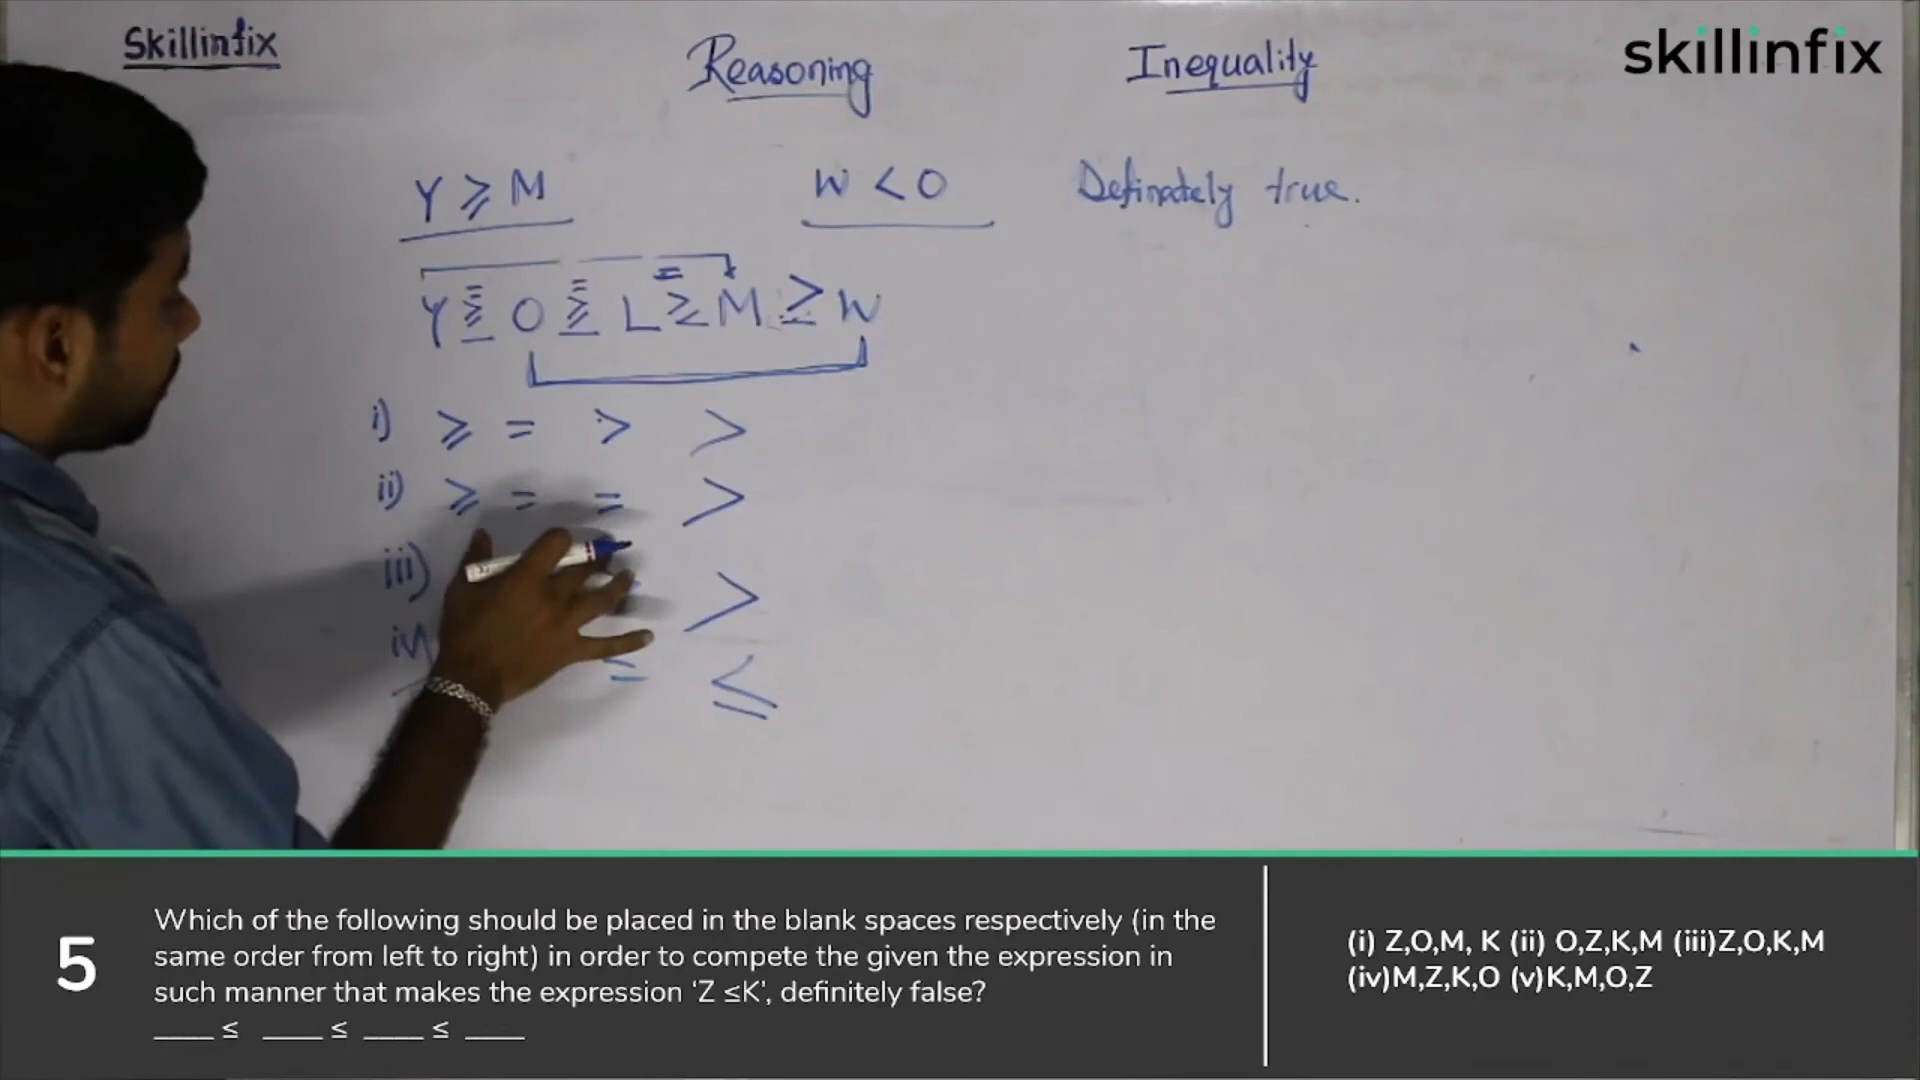 Skillinfix
Reasoning
Inequality
skillinfix
Y ≥ M
W < O
Definately true.
Y ≥ O ≥ L ≥ M ≥ W
i) ≥ = > >
ii) ≥ = = >
iii) >
iv) ≤
5
Which of the following should be placed in the blank spaces respectively (in the
same order from left to right) in order to compete the given the expression in
such manner that makes the expression ‘Z ≤K’, definitely false?
____ ≤ ____ ≤ ____ ≤ ____
(i) Z,O,M, K (ii) O,Z,K,M (iii)Z,O,K,M
(iv)M,Z,K,O (v)K,M,O,Z